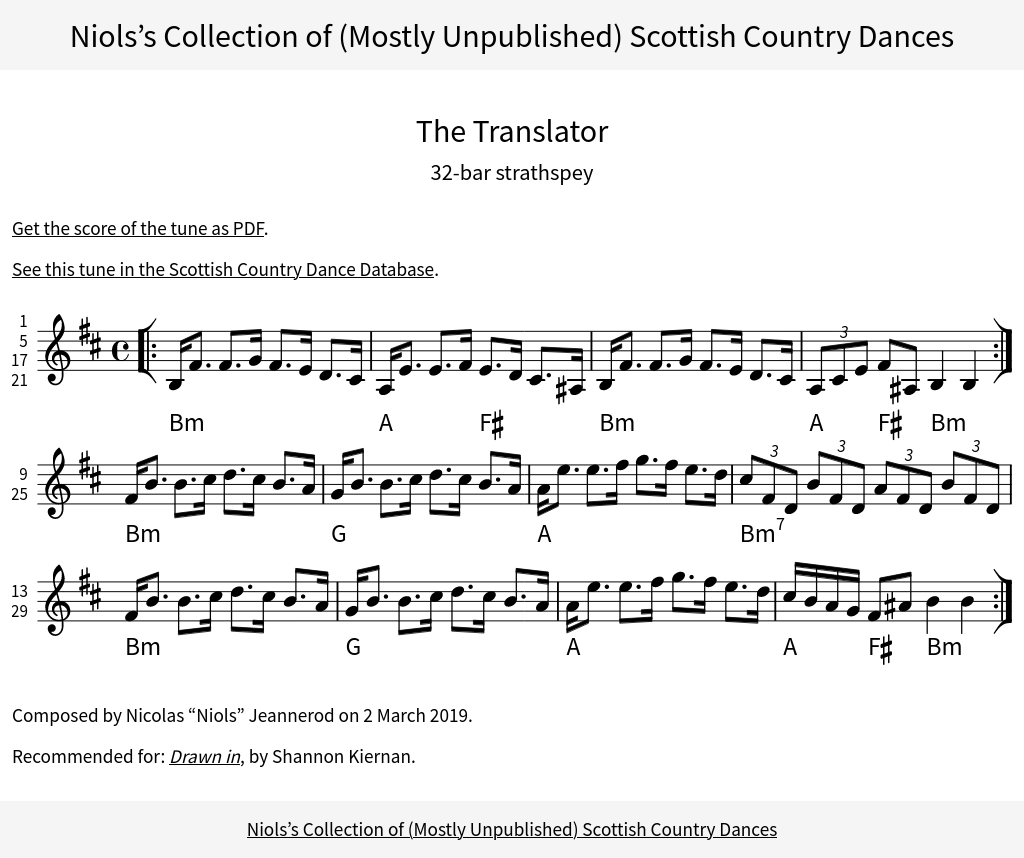 Niols’s Collection of (Mostly Unpublished) Scottish Country Dances
The Translator
32-bar strathspey
Get the score of the tune as PDF.
See this tune in the Scottish Country Dance Database.
1
5
17
21
3
Bm A F♯ Bm A F♯ Bm
9
25
3 3 3 3
Bm G A Bm7
13
29
Bm G A A F♯ Bm
Composed by Nicolas “Niols” Jeannerod on 2 March 2019.
Recommended for: Drawn in, by Shannon Kiernan.
Niols’s Collection of (Mostly Unpublished) Scottish Country Dances